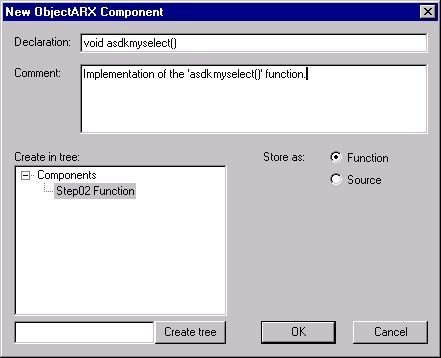 New ObjectARX Component
Declaration: void asdkmyselect()
Comment: Implementation of the 'asdkmyselect()' function.
Create in tree: Store as: Function
Components
Source
Step02 Function
Create tree OK Cancel